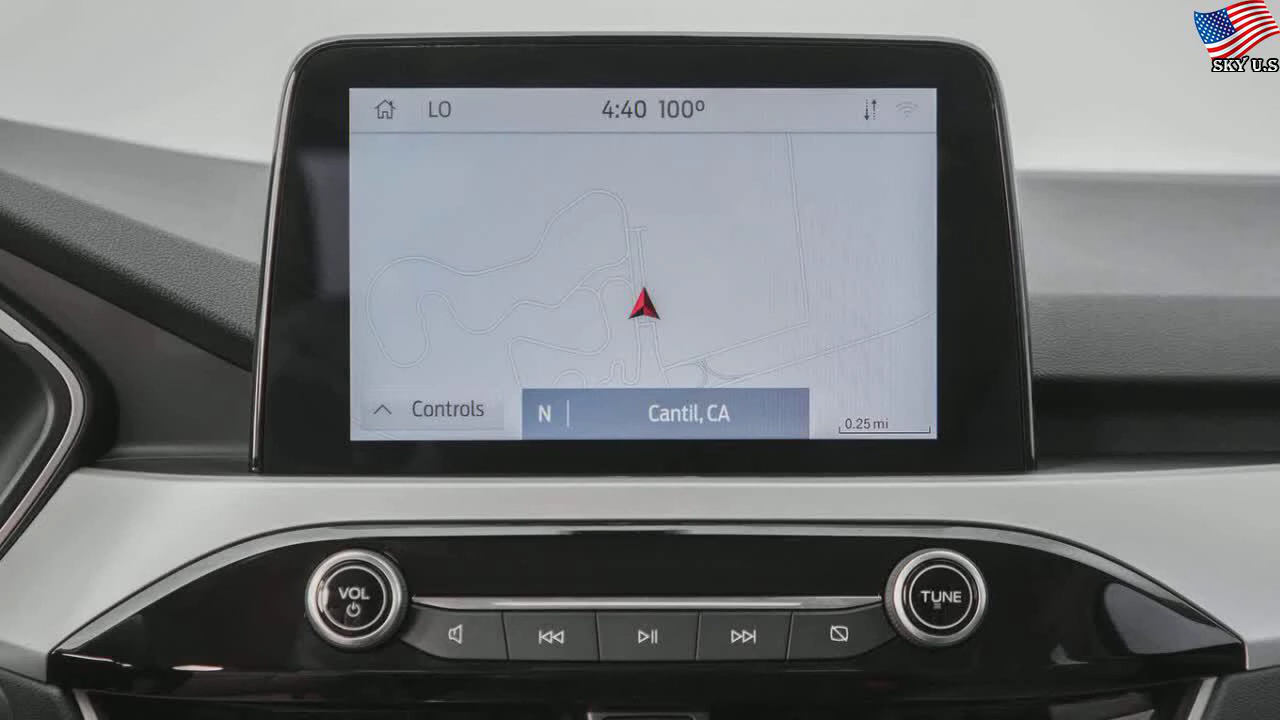 SKY U.S
LO 4:40 100°
Controls
N Cantil, CA
0.25 mi
VOL
TUNE